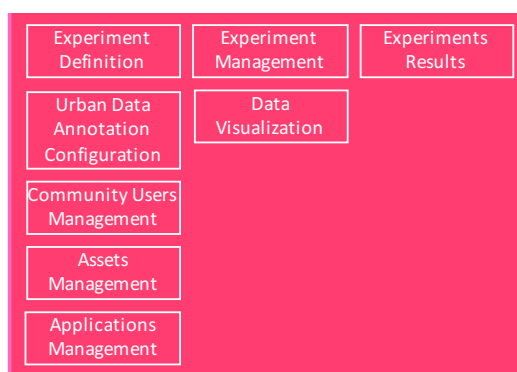 Experiment
Definition
Experiment
Management
Experiments
Results
Urban Data
Annotation
Configuration
Data
Visualization
Community Users
Management
Assets
Management
Applications
Management